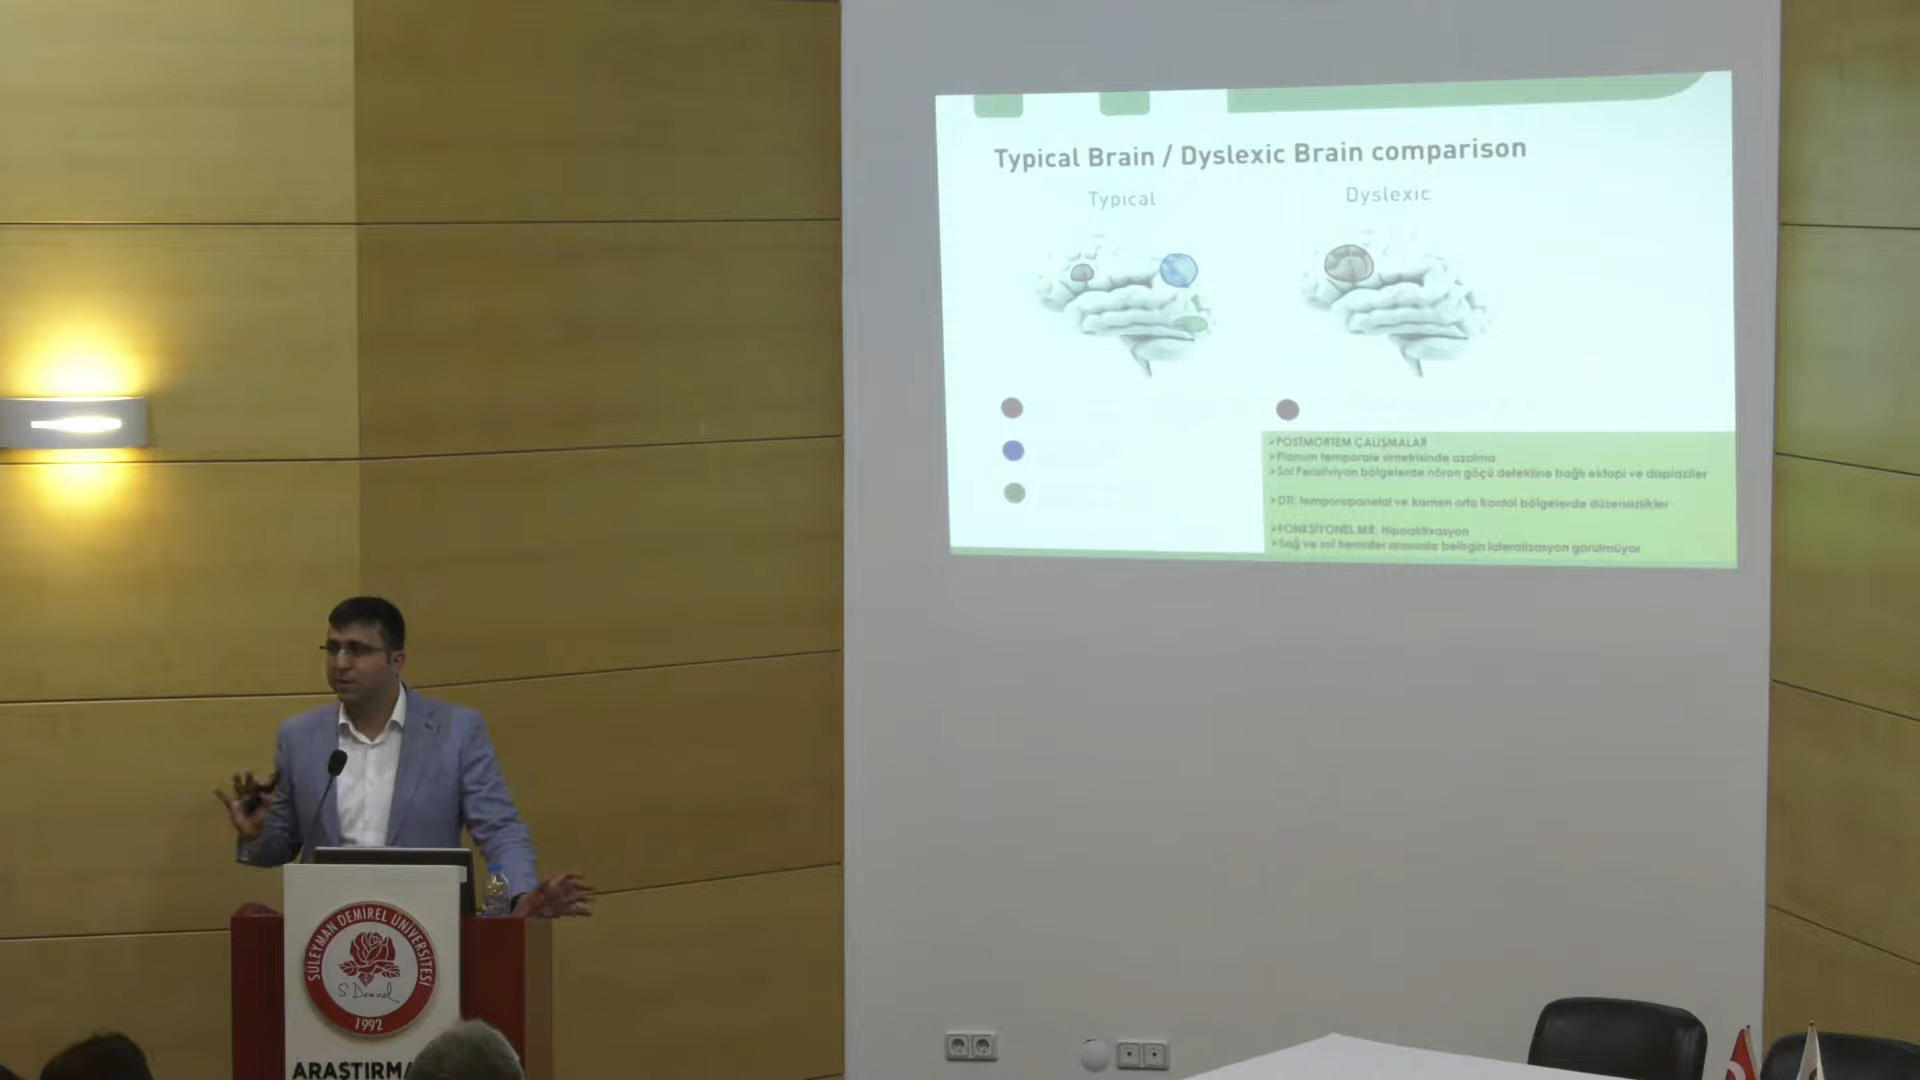 Typical Brain / Dyslexic Brain comparison
Typical
Dyslexic
POSTMORTEM ÇALIŞMALAR
Planum temporale simetrisinde azalma
Sol Perisilviyan bölgelerde nöron göçü defektine bağlı ektopi ve displaziler
DTI: temporoparietal ve kısmen orta frontal bölgelerde düzensizlikler
FONKSİYONEL MR: Hipoaktivasyon
Sağ ve sol hemisfer arasında belirgin lateralizasyon görülmüyor
SÜLEYMAN DEMİREL ÜNİVERSİTESİ
S. Demirel
1992
ARAŞTIRMA